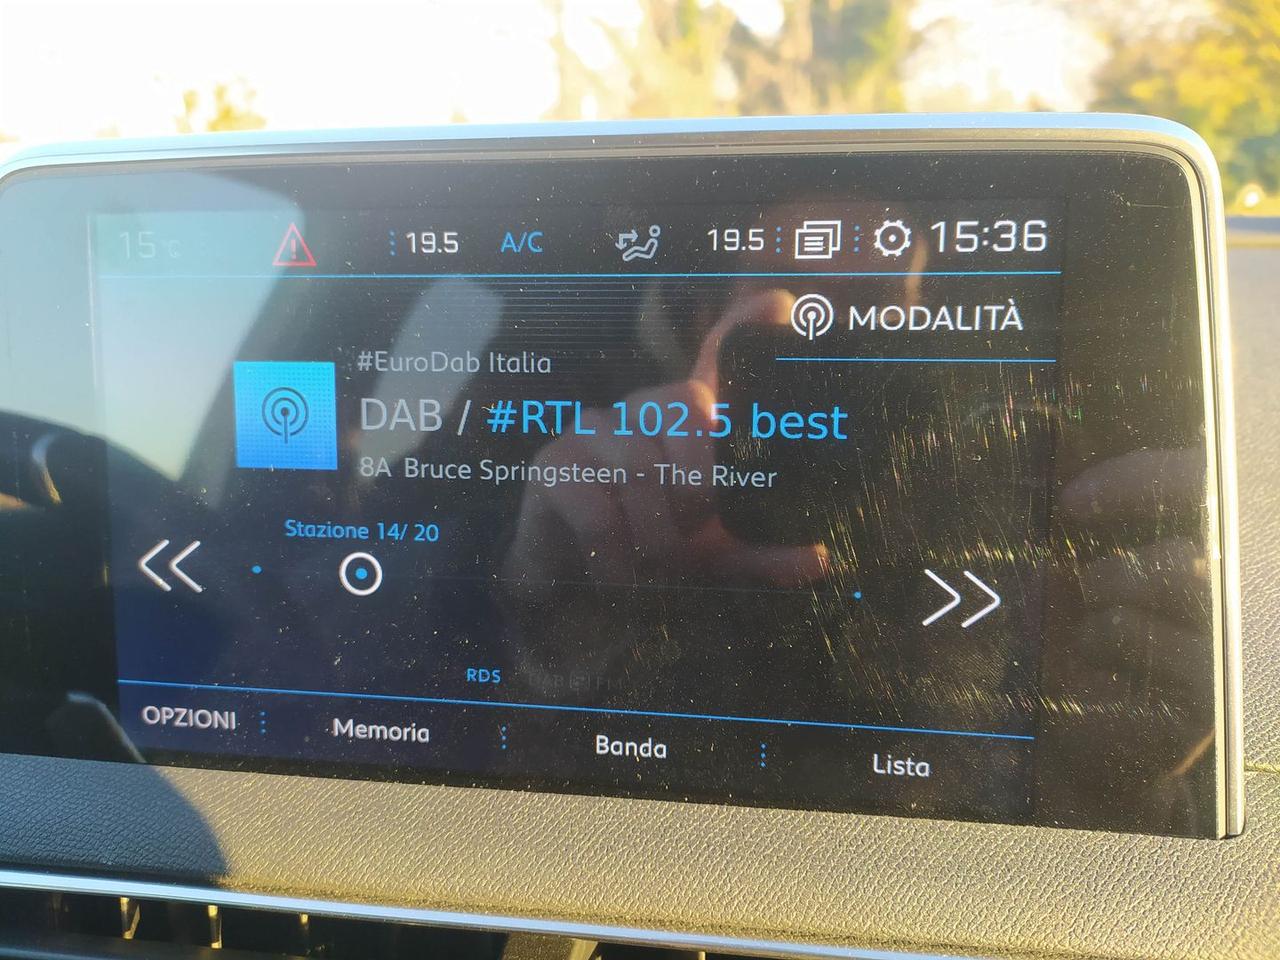 15°C 19.5 A/C 19.5 15:36
MODALITÀ
#EuroDab Italia
DAB / #RTL 102.5 best
8A Bruce Springsteen - The River
Stazione 14/ 20
RDS
OPZIONI Memoria Banda Lista